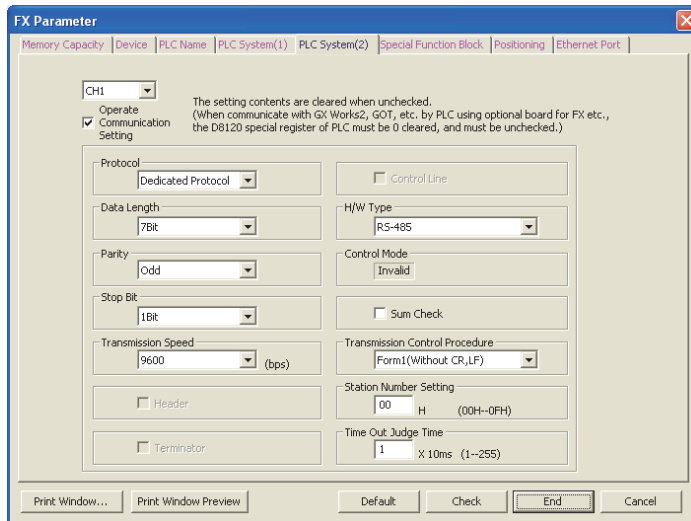 FX Parameter
Memory Capacity Device PLC Name PLC System(1) PLC System(2) Special Function Block Positioning Ethernet Port
CH1
Operate
Communication
Setting
The setting contents are cleared when unchecked.
(When communicate with GX Works2, GOT, etc. by PLC using optional board for FX etc.,
the D8120 special register of PLC must be 0 cleared, and must be unchecked.)
Protocol
Dedicated Protocol
Control Line
Data Length
7Bit
H/W Type
RS-485
Parity
Odd
Control Mode
Invalid
Stop Bit
1Bit
Sum Check
Transmission Speed
9600 (bps)
Transmission Control Procedure
Form1(Without CR,LF)
Header
Station Number Setting
00 H (00H--0FH)
Terminator
Time Out Judge Time
1 X 10ms (1--255)
Print Window... Print Window Preview Default Check End Cancel